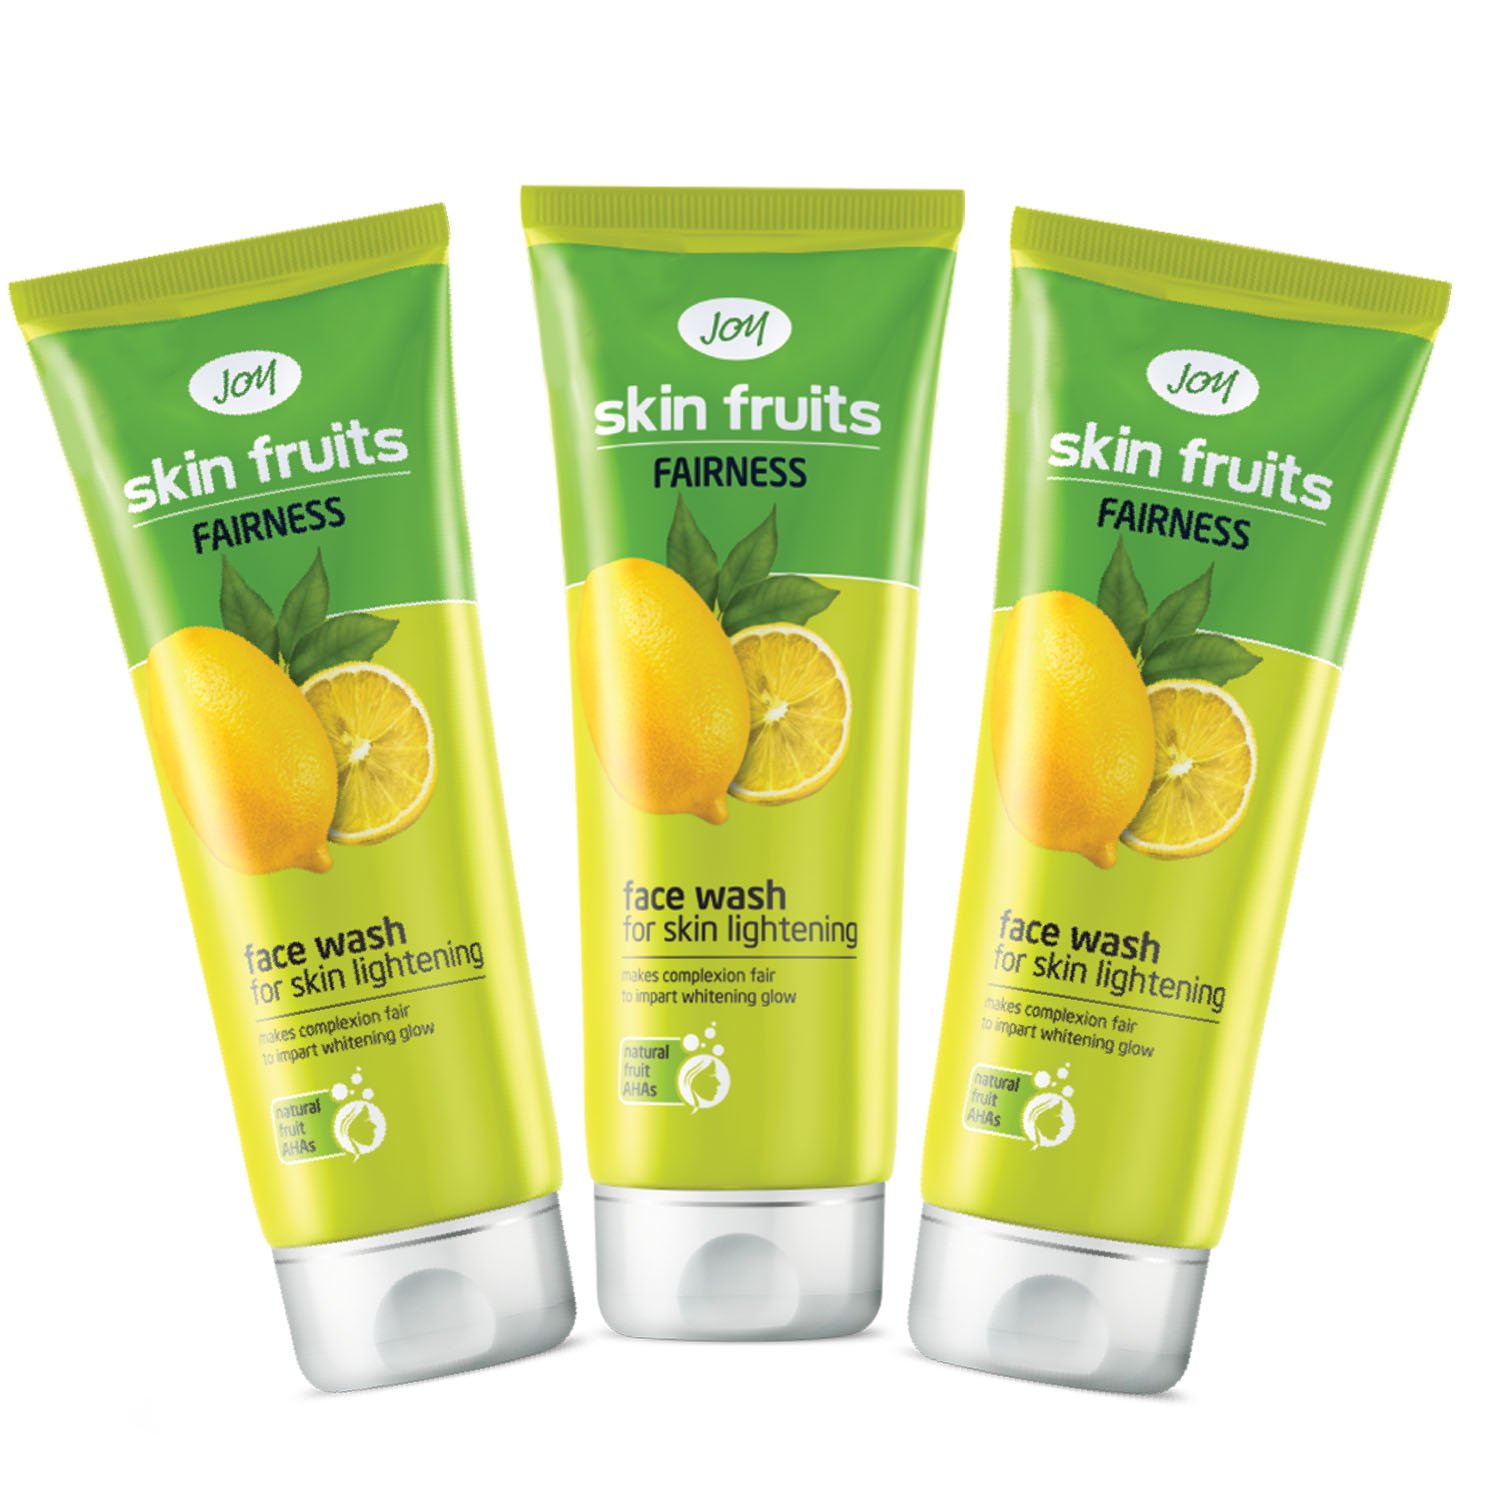 JOY
skin fruits
FAIRNESS
face wash
for skin lightening
makes complexion fair
to impart whitening glow
natural
fruit
AHAs
JOY
skin fruits
FAIRNESS
face wash
for skin lightening
makes complexion fair
to impart whitening glow
natural
fruit
AHAs
JOY
skin fruits
FAIRNESS
face wash
for skin lightening
makes complexion fair
to impart whitening glow
natural
fruit
AHAs